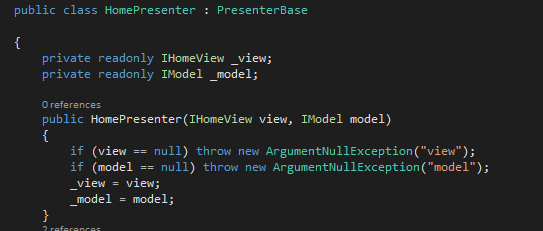 public class HomePresenter : PresenterBase
{
private readonly IHomeView _view;
private readonly IModel _model;
0 references
public HomePresenter(IHomeView view, IModel model)
{
if (view == null) throw new ArgumentNullException("view");
if (model == null) throw new ArgumentNullException("model");
_view = view;
_model = model;
}
2 references